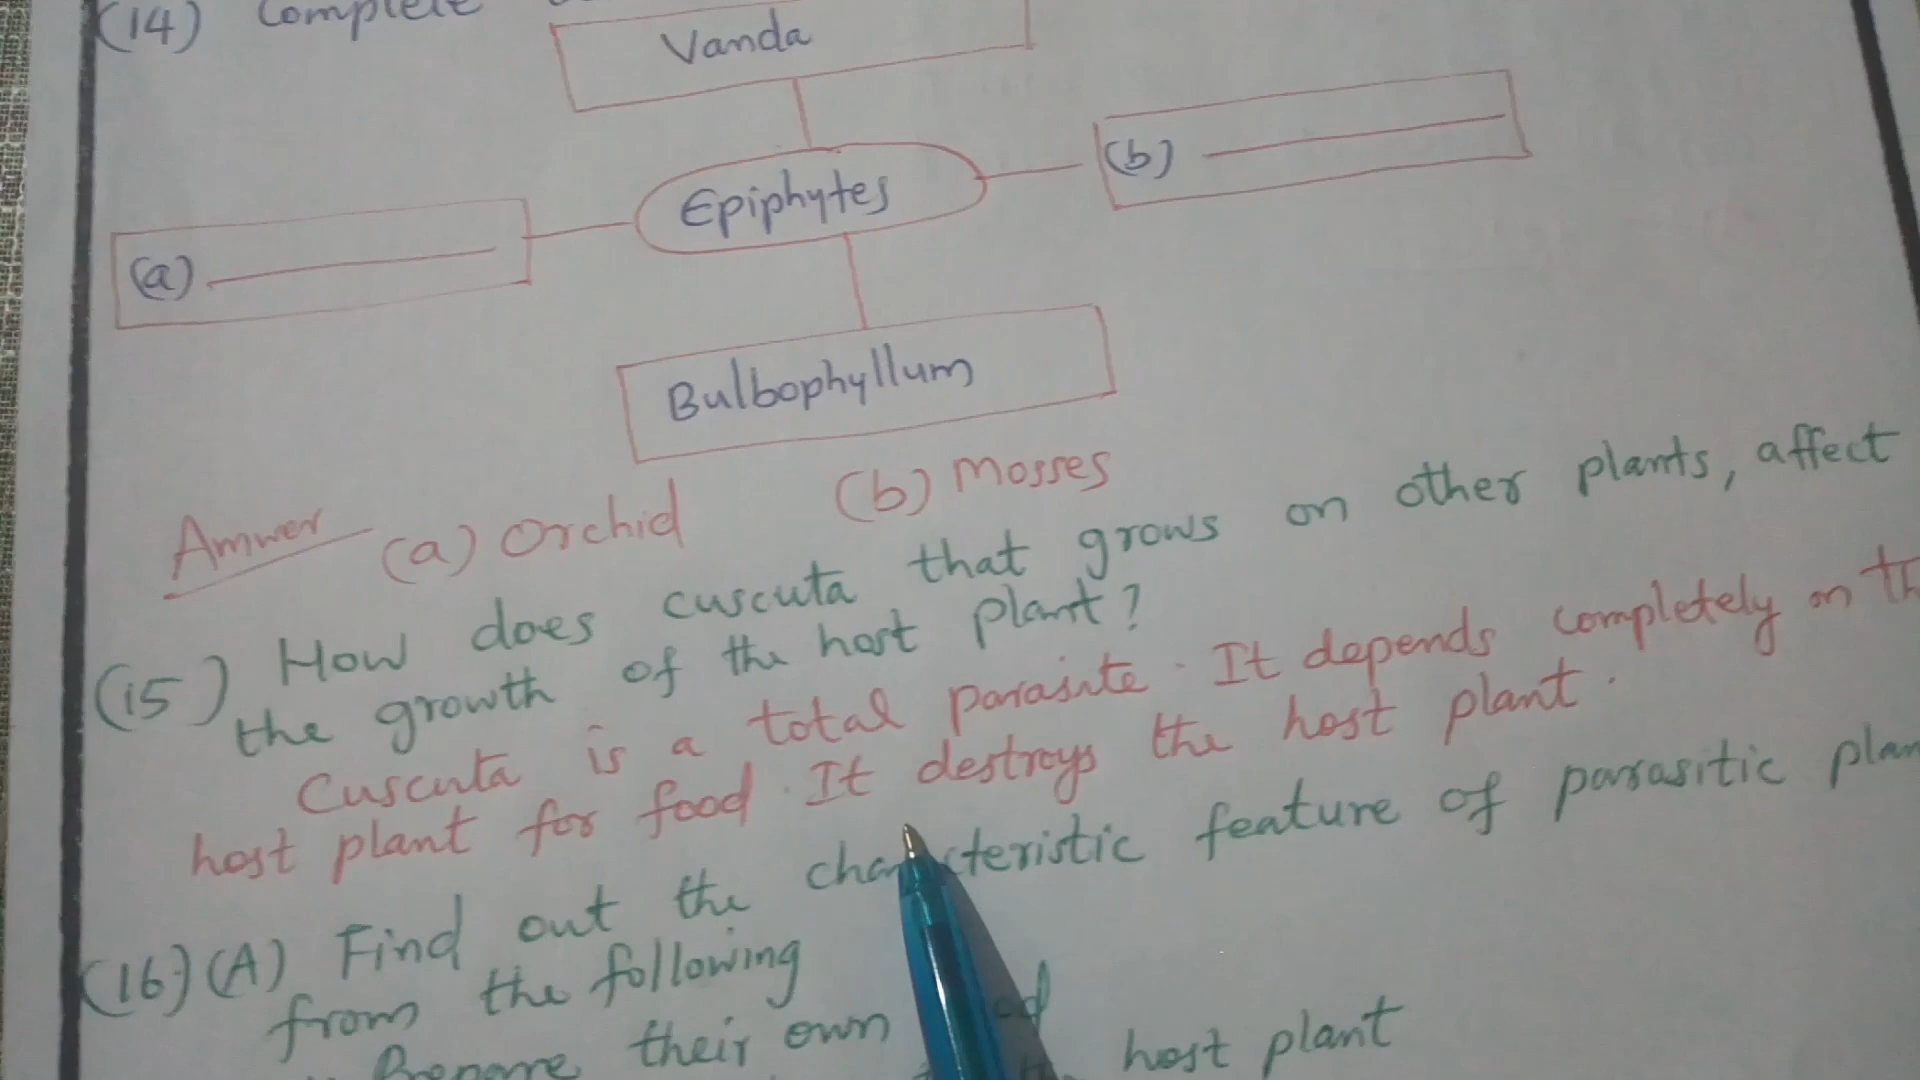 (14) Complete
Vanda
(b)
Epiphytes
(a)
Bulbophyllum
Answer (a) Orchid (b) Mosses
(15) How does cuscuta that grows on other plants, affect
the growth of the host plant?
Cuscuta is a total parasite. It depends completely on
host plant for food. It destroys the host plant.
(16)(A) Find out the characteristic feature of parasitic
from the following
Prepare their own
host plant